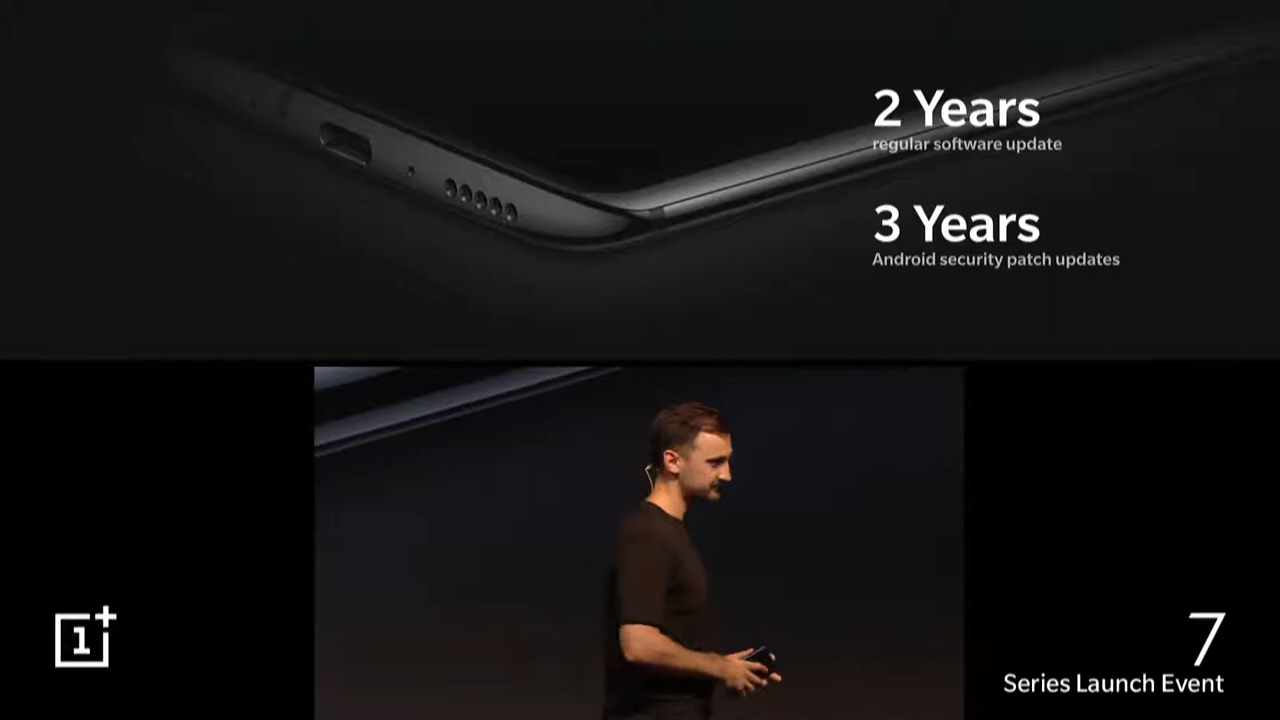 2 Years
regular software update
3 Years
Android security patch updates
1+
7
Series Launch Event